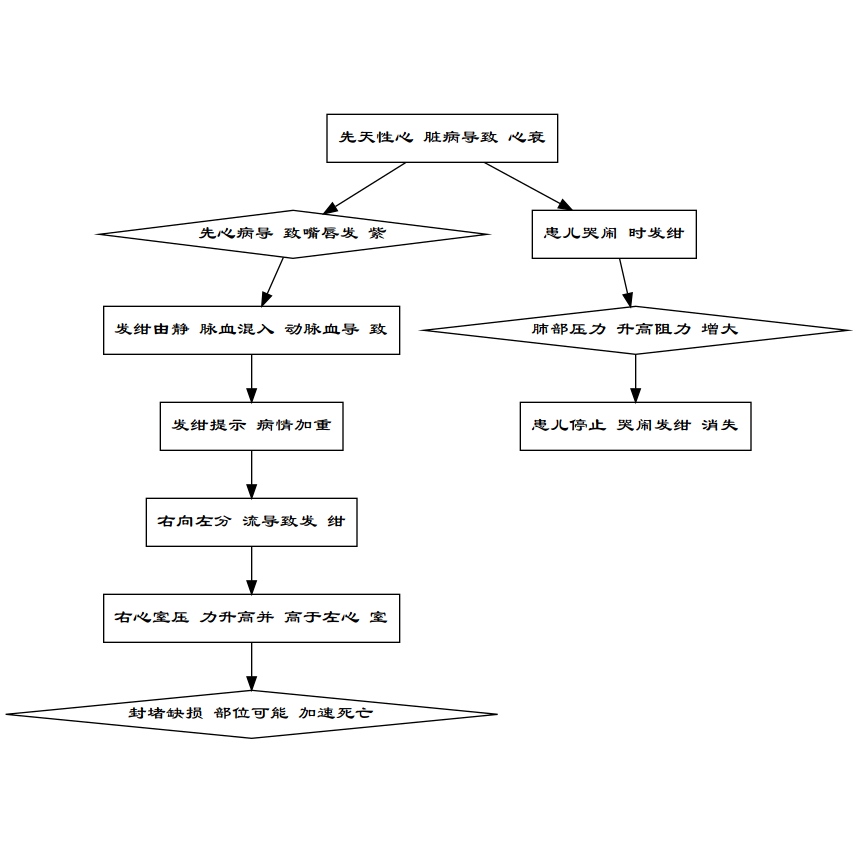 先天性心 脏病导致 心衰
先心病导 致嘴唇发 紫
患儿哭闹 时发绀
发绀由静 脉血混入 动脉血导 致
肺部压力 升高阻力 增大
发绀提示 病情加重
患儿停止 哭闹发绀 消失
右向左分 流导致发 绀
右心室压 力升高并 高于左心 室
封堵缺损 部位可能 加速死亡